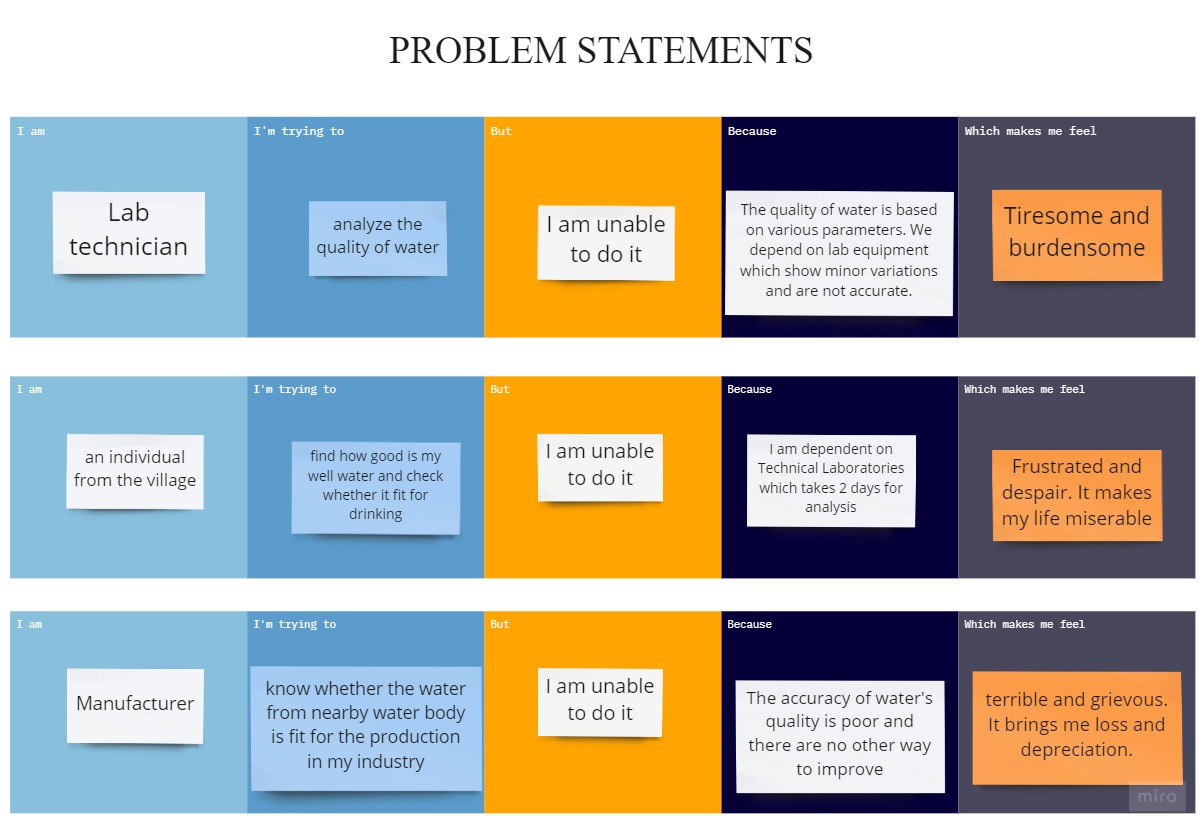 PROBLEM STATEMENTS
I am
I'm trying to
But
Because
Which makes me feel
Lab
technician
analyze the
quality of water
I am unable
to do it
The quality of water is based
on various parameters. We
depend on lab equipment
which show minor variations
and are not accurate.
Tiresome and
burdensome
I am
I'm trying to
But
Because
Which makes me feel
an individual
from the village
find how good is my
well water and check
whether it fit for
drinking
I am unable
to do it
I am dependent on
Technical Laboratories
which takes 2 days for
analysis
Frustrated and
despair. It makes
my life miserable
I am
I'm trying to
But
Because
Which makes me feel
Manufacturer
know whether the water
from nearby water body
is fit for the production
in my industry
I am unable
to do it
The accuracy of water's
quality is poor and
there are no other way
to improve
terrible and grievous.
It brings me loss and
depreciation.
miro